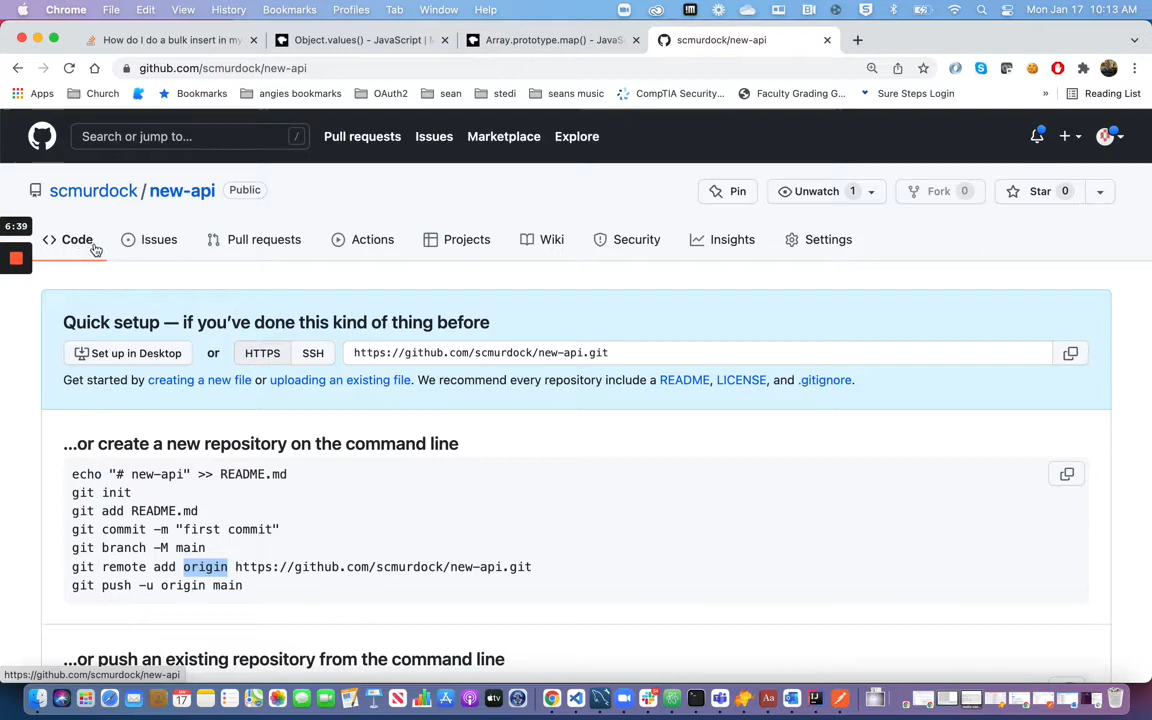 Chrome File Edit View History Bookmarks Profiles Tab Window Help Mon Jan 17 10:13 AM
How do I do a bulk insert in my Object.values() - JavaScript | Array.prototype.map() - JavaS scmurdock/new-api
github.com/scmurdock/new-api
Apps Church Bookmarks angies bookmarks OAuth2 sean stedi seans music CompTIA Security... Faculty Grading G... Sure Steps Login » Reading List
Search or jump to... / Pull requests Issues Marketplace Explore
scmurdock / new-api Public Pin Unwatch 1 Fork 0 Star 0
6:39
Code Issues Pull requests Actions Projects Wiki Security Insights Settings
Quick setup — if you've done this kind of thing before
Set up in Desktop or HTTPS SSH https://github.com/scmurdock/new-api.git
Get started by creating a new file or uploading an existing file. We recommend every repository include a README, LICENSE, and .gitignore.
...or create a new repository on the command line
echo "# new-api" >> README.md
git init
git add README.md
git commit -m "first commit"
git branch -M main
git remote add origin https://github.com/scmurdock/new-api.git
git push -u origin main
...or push an existing repository from the command line
https://github.com/scmurdock/new-api